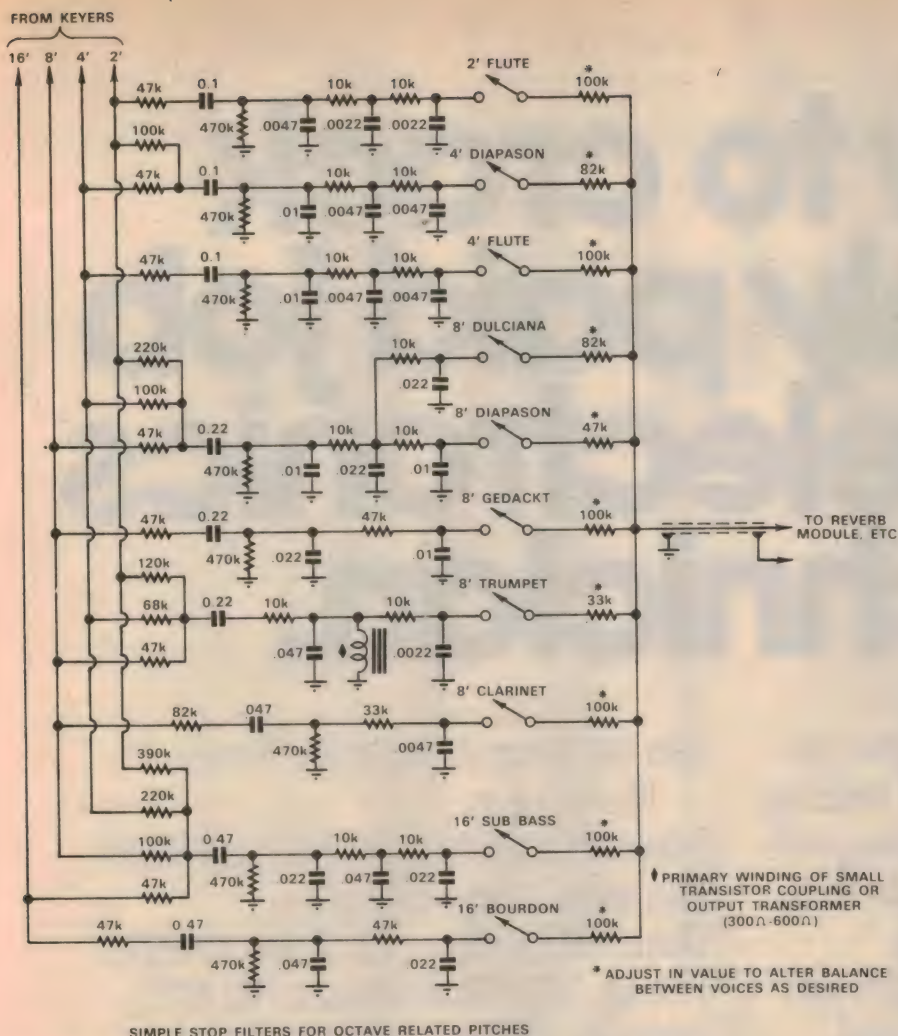 FROM KEYERS
16' 8' 4' 2'
2' FLUTE
47k 0.1 10k 10k * 100k
470k .0047 .0022 .0022
100k
4' DIAPASON
47k 0.1 10k 10k * 82k
470k .01 .0047 .0047
4' FLUTE
47k 0.1 10k 10k * 100k
470k .01 .0047 .0047
8' DULCIANA
220k 10k * 82k
100k .022
8' DIAPASON
47k 0.22 10k 10k * 47k
470k .01 .022 .01
8' GEDACKT
47k 0.22 47k * 100k
470k .022 .01
TO REVERB
MODULE, ETC
120k
8' TRUMPET
68k 0.22 10k 10k * 33k
47k .047 ♦ .0022
8' CLARINET
82k 047 33k * 100k
470k .0047
390k
220k
16' SUB BASS
100k 0 47 10k 10k * 100k
47k 470k .022 .047 .022
16' BOURDON
47k 0 47 47k * 100k
470k .047 .022
♦ PRIMARY WINDING OF SMALL
TRANSISTOR COUPLING OR
OUTPUT TRANSFORMER
(300Ω-600Ω)
* ADJUST IN VALUE TO ALTER BALANCE
BETWEEN VOICES AS DESIRED
SIMPLE STOP FILTERS FOR OCTAVE RELATED PITCHES